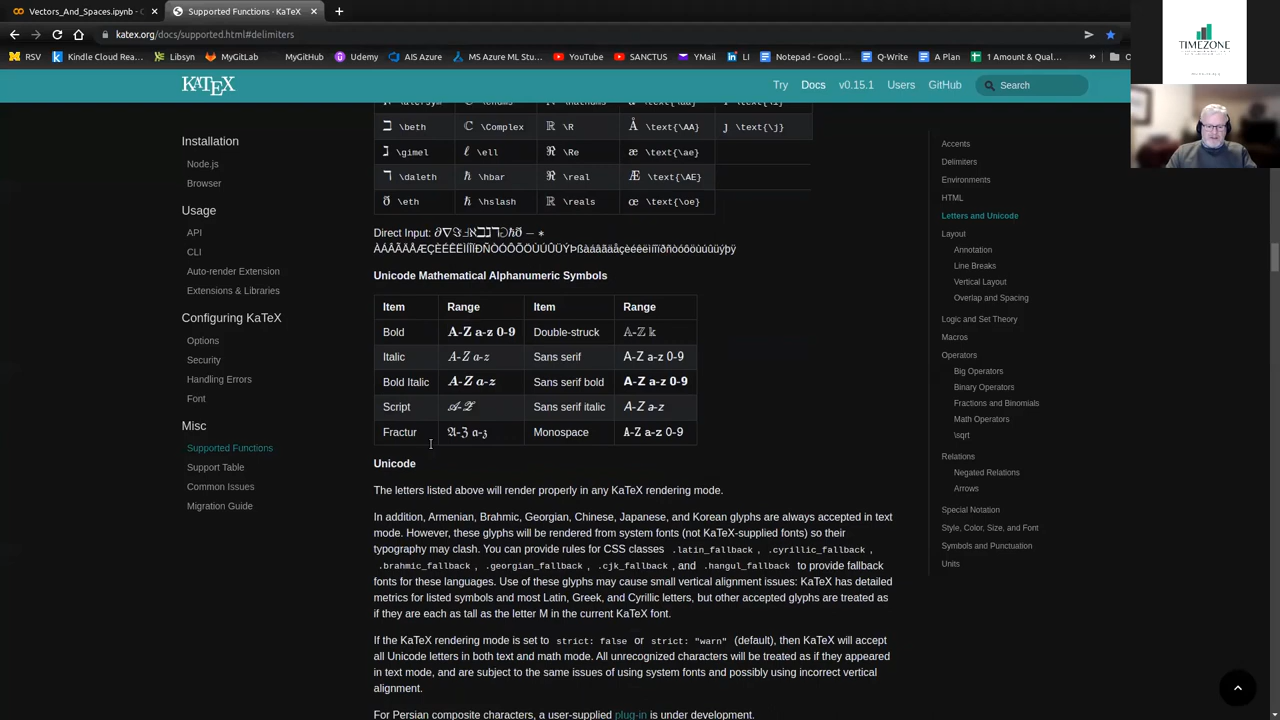 Vectors_And_Spaces.ipynb - C
Supported Functions · KaTeX
katex.org/docs/supported.html#delimiters
RSV
Kindle Cloud Rea...
Libsyn
MyGitLab
MyGitHub
Udemy
AIS Azure
MS Azure ML Stu...
YouTube
SANCTUS
YMail
LI
Notepad - Googl...
Q-Write
A Plan
1 Amount & Quali...
»
TIMEZONE
KATEX
Try
Docs
v0.15.1
Users
GitHub
Search
Installation
Node.js
Browser
Usage
API
CLI
Auto-render Extension
Extensions & Libraries
Configuring KaTeX
Options
Security
Handling Errors
Font
Misc
Supported Functions
Support Table
Common Issues
Migration Guide
ℶ \beth ℂ \Complex ℝ \R Å \text{\AA} ȷ \text{\j}
ℷ \gimel ℓ \ell ℜ \Re æ \text{\ae}
ℸ \daleth ℏ \hbar ℜ \real Æ \text{\AE}
ð \eth ℏ \hslash ℝ \reals œ \text{\oe}
Direct Input:
Unicode Mathematical Alphanumeric Symbols
Item Range Item Range
Bold A-Z a-z 0-9 Double-struck 𝔸-ℤ 𝕜
Italic A-Z a-z Sans serif A-Z a-z 0-9
Bold Italic A-Z a-z Sans serif bold A-Z a-z 0-9
Script 𝒜-𝒵 Sans serif italic A-Z a-z
Fractur 𝔄-ℨ 𝔞-𝔷 Monospace A-Z a-z 0-9
Unicode
The letters listed above will render properly in any KaTeX rendering mode.
In addition, Armenian, Brahmic, Georgian, Chinese, Japanese, and Korean glyphs are always accepted in text
mode. However, these glyphs will be rendered from system fonts (not KaTeX-supplied fonts) so their
typography may clash. You can provide rules for CSS classes .latin_fallback , .cyrillic_fallback ,
.brahmic_fallback , .georgian_fallback , .cjk_fallback , and .hangul_fallback to provide fallback
fonts for these languages. Use of these glyphs may cause small vertical alignment issues: KaTeX has detailed
metrics for listed symbols and most Latin, Greek, and Cyrillic letters, but other accepted glyphs are treated as
if they are each as tall as the letter M in the current KaTeX font.
If the KaTeX rendering mode is set to strict: false or strict: "warn" (default), then KaTeX will accept
all Unicode letters in both text and math mode. All unrecognized characters will be treated as if they appeared
in text mode, and are subject to the same issues of using system fonts and possibly using incorrect vertical
alignment.
For Persian composite characters, a user-supplied plug-in is under development.
Accents
Delimiters
Environments
HTML
Letters and Unicode
Layout
Annotation
Line Breaks
Vertical Layout
Overlap and Spacing
Logic and Set Theory
Macros
Operators
Big Operators
Binary Operators
Fractions and Binomials
Math Operators
\sqrt
Relations
Negated Relations
Arrows
Special Notation
Style, Color, Size, and Font
Symbols and Punctuation
Units